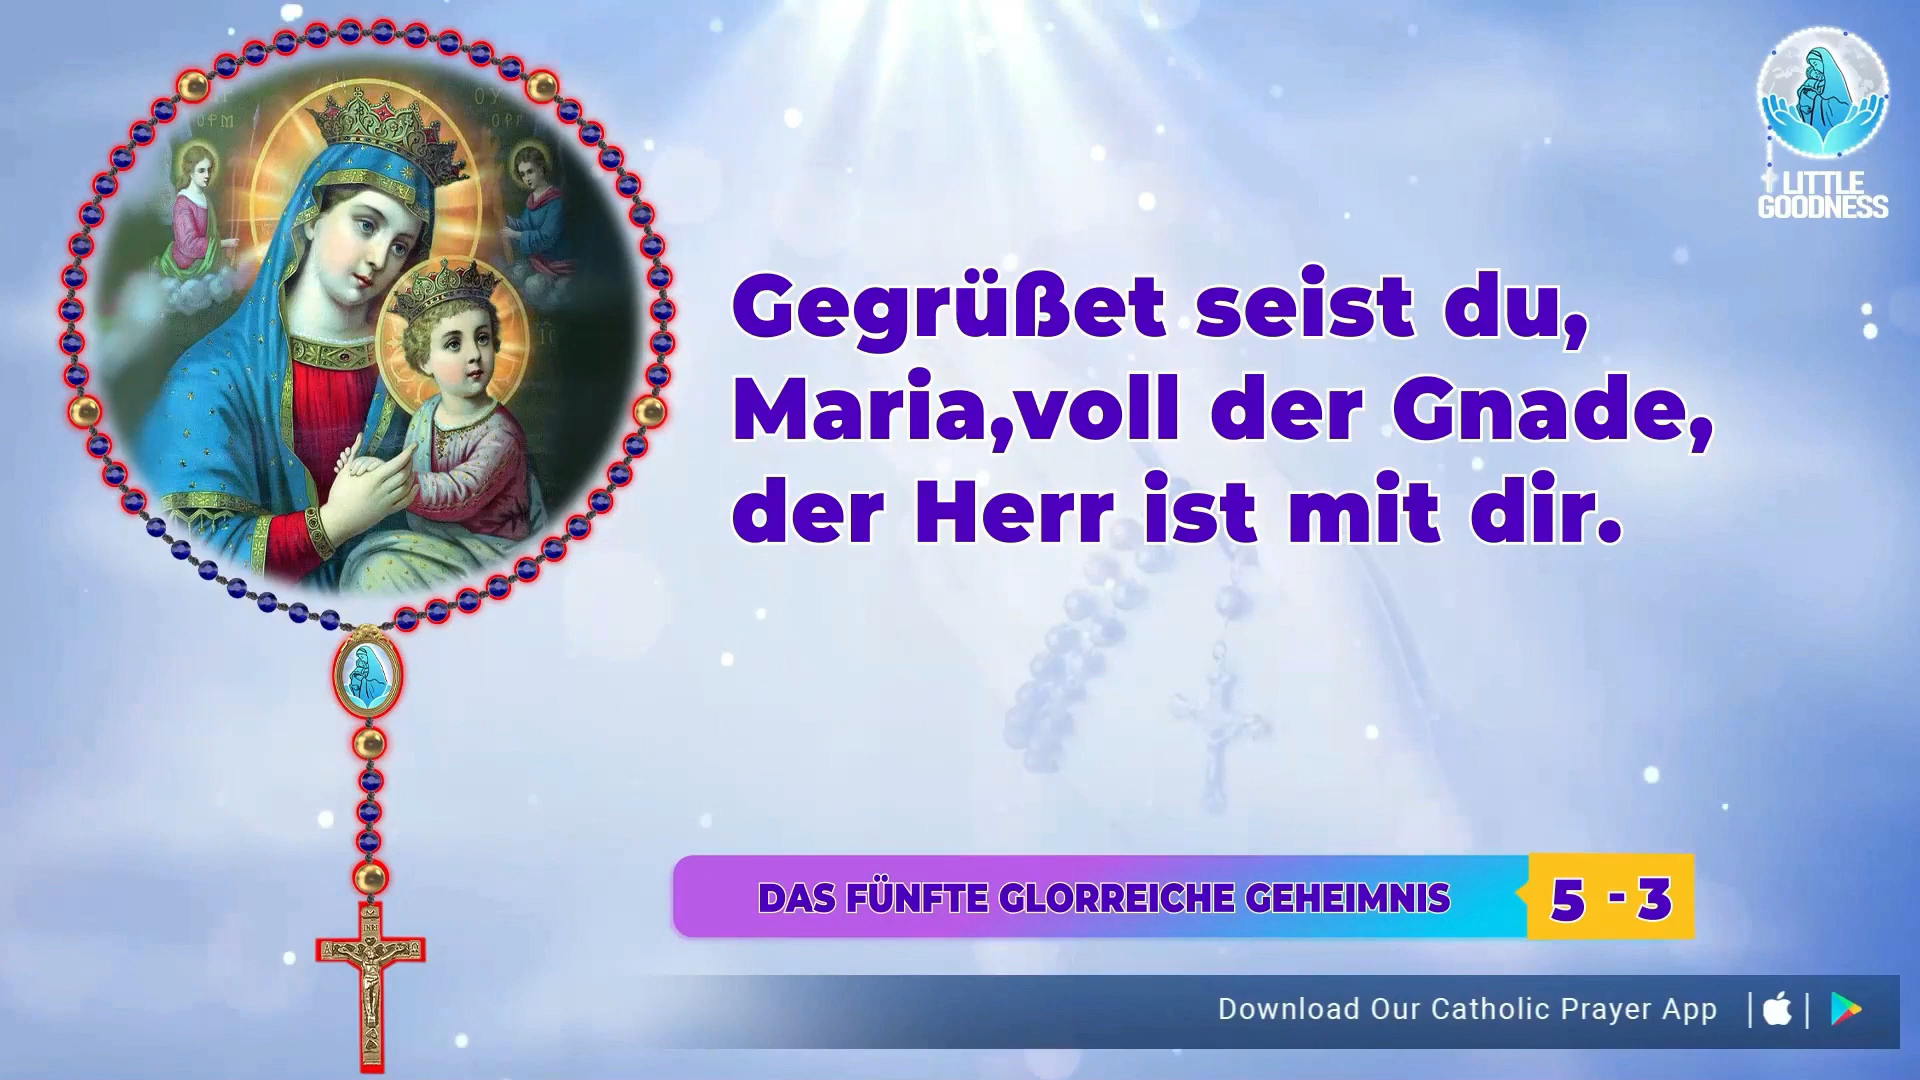 LITTLE
GOODNESS
Gegrüßet seist du,
Maria,voll der Gnade,
der Herr ist mit dir.
DAS FÜNFTE GLORREICHE GEHEIMNIS
5 - 3
Download Our Catholic Prayer App
INRI